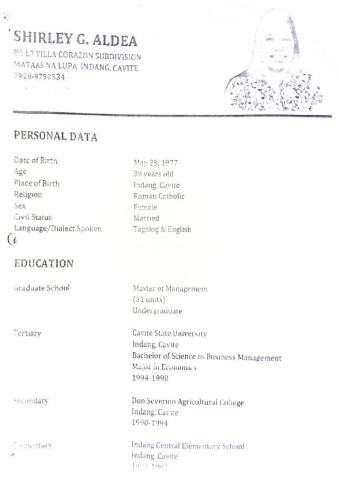 SHIRLEY G. ALDEA
B5 L7 VILLA CORAZON SUBDIVISION
MATAAS NA LUPA, INDANG, CAVITE
0928-9750534
PERSONAL DATA
Date of Birth May 25, 1977
Age 39 years old
Place of Birth Indang, Cavite
Religion Roman Catholic
Sex Female
Civil Status Married
Language/Dialect Spoken Tagalog & English
EDUCATION
Graduate School Master of Management
(31 units)
Undergraduate
Tertiary Cavite State University
Indang, Cavite
Bachelor of Science in Business Management
Major in Economics
1994-1998
Secondary Don Severino Agricultural College
Indang, Cavite
1990-1994
Elementary Indang Central Elementary School
Indang, Cavite